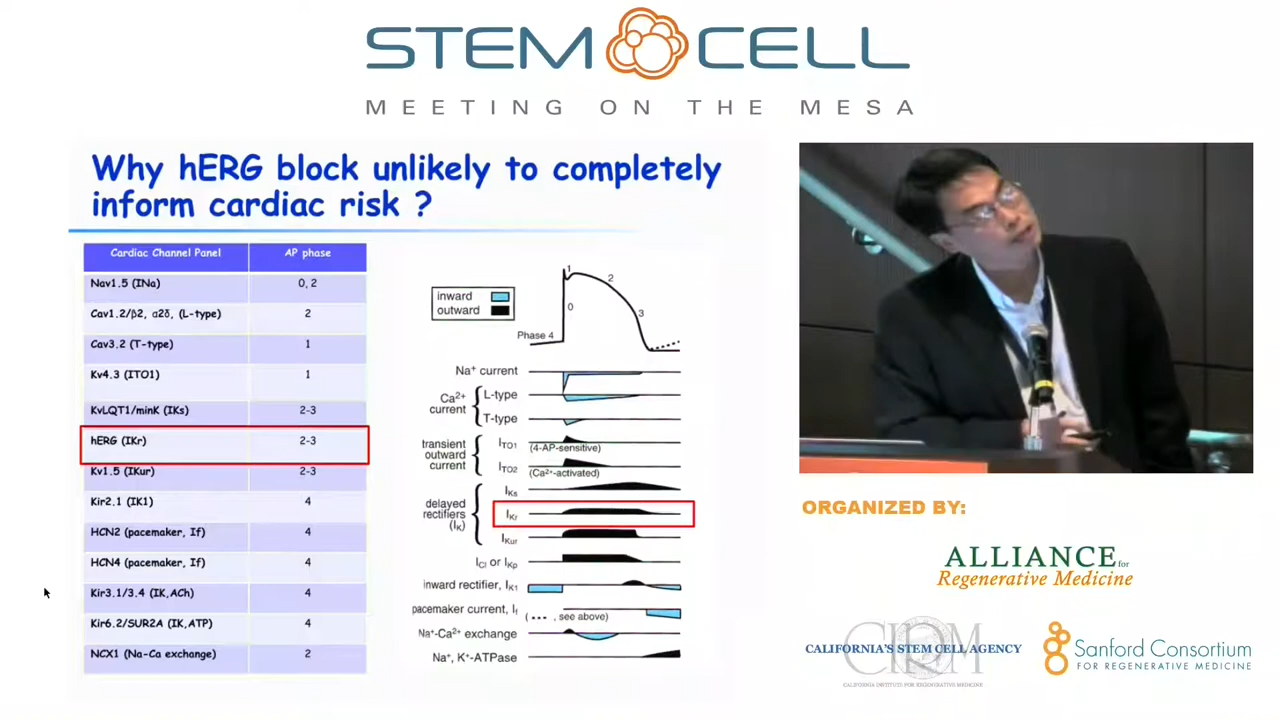 STEM CELL
MEETING ON THE MESA
Why hERG block unlikely to completely
inform cardiac risk ?
Cardiac Channel Panel AP phase
Nav1.5 (INa) 0, 2
Cav1.2/β2, α2δ, (L-type) 2
Cav3.2 (T-type) 1
Kv4.3 (ITO1) 1
KvLQT1/minK (IKs) 2-3
hERG (IKr) 2-3
Kv1.5 (IKur) 2-3
Kir2.1 (IK1) 4
HCN2 (pacemaker, If) 4
HCN4 (pacemaker, If) 4
Kir3.1/3.4 (IK,ACh) 4
Kir6.2/SUR2A (IK,ATP) 4
NCX1 (Na-Ca exchange) 2
inward
outward
1
2
0
3
Phase 4
Na+ current
Ca2+
current
L-type
T-type
transient
outward
current
ITO1
(4-AP-sensitive)
ITO2
(Ca2+-activated)
delayed
rectifiers
(IK)
IKs
IKr
IKur
ICl or IKp
inward rectifier, IK1
pacemaker current, If
( ---- , see above)
Na+-Ca2+ exchange
Na+, K+-ATPase
ORGANIZED BY:
ALLIANCE for
Regenerative Medicine
CIRM
CALIFORNIA'S STEM CELL AGENCY
CALIFORNIA INSTITUTE FOR REGENERATIVE MEDICINE
Sanford Consortium
FOR REGENERATIVE MEDICINE